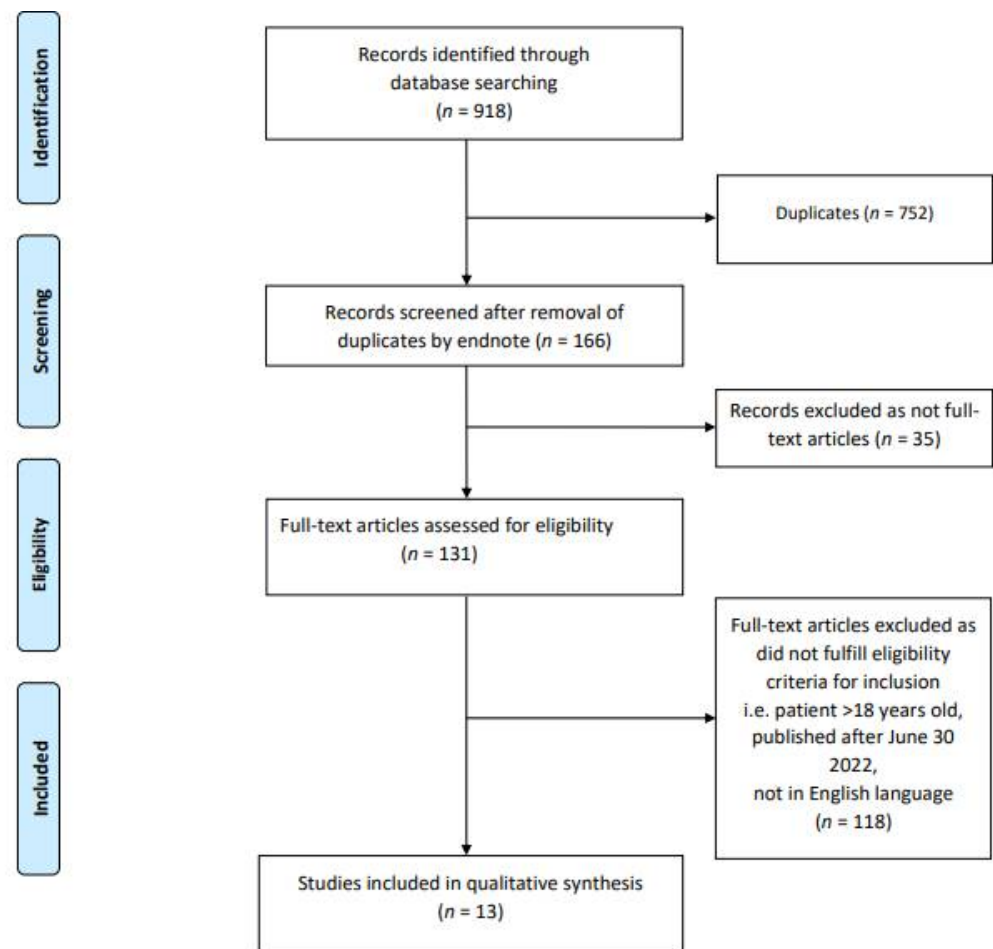 Identification
Records identified through
database searching
(n = 918)
Duplicates (n = 752)
Screening
Records screened after removal of
duplicates by endnote (n = 166)
Records excluded as not full-
text articles (n = 35)
Eligibility
Full-text articles assessed for eligibility
(n = 131)
Full-text articles excluded as
did not fulfill eligibility
criteria for inclusion
i.e. patient >18 years old,
published after June 30
2022,
not in English language
(n = 118)
Included
Studies included in qualitative synthesis
(n = 13)